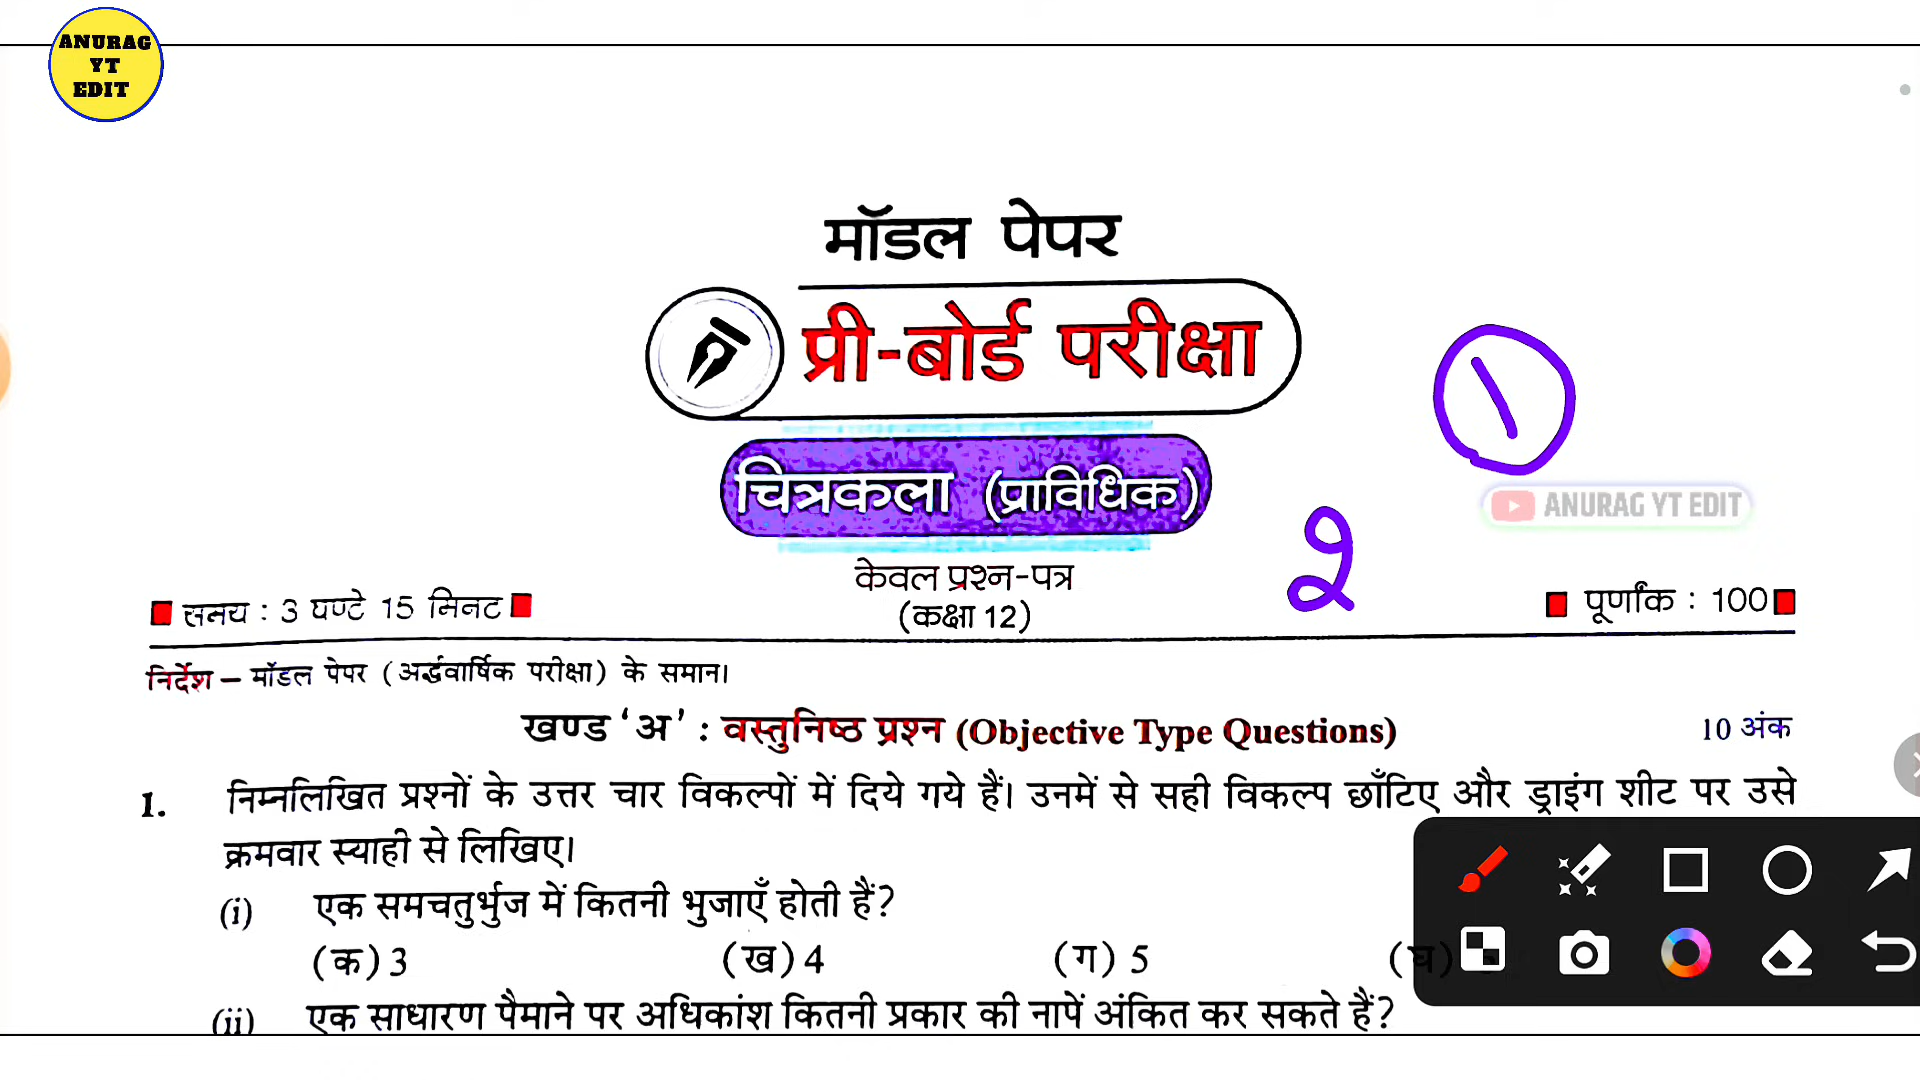 ANURAG
YT
EDIT
मॉडल पेपर
प्री-बोर्ड परीक्षा
१
चित्रकला (प्राविधिक)
ANURAG YT EDIT
२
केवल प्रश्न-पत्र
समय : 3 घण्टे 15 मिनट
(कक्षा 12)
पूर्णांक : 100
निर्देश – मॉडल पेपर (अर्द्धवार्षिक परीक्षा) के समान।
खण्ड ‘अ’ : वस्तुनिष्ठ प्रश्न (Objective Type Questions) 10 अंक
1. निम्नलिखित प्रश्नों के उत्तर चार विकल्पों में दिये गये हैं। उनमें से सही विकल्प छाँटिए और ड्राइंग शीट पर उसे
क्रमवार स्याही से लिखिए।
(i) एक समचतुर्भुज में कितनी भुजाएँ होती हैं?
(क) 3 (ख) 4 (ग) 5 (घ)
(ii) एक साधारण पैमाने पर अधिकांश कितनी प्रकार की नापें अंकित कर सकते हैं?